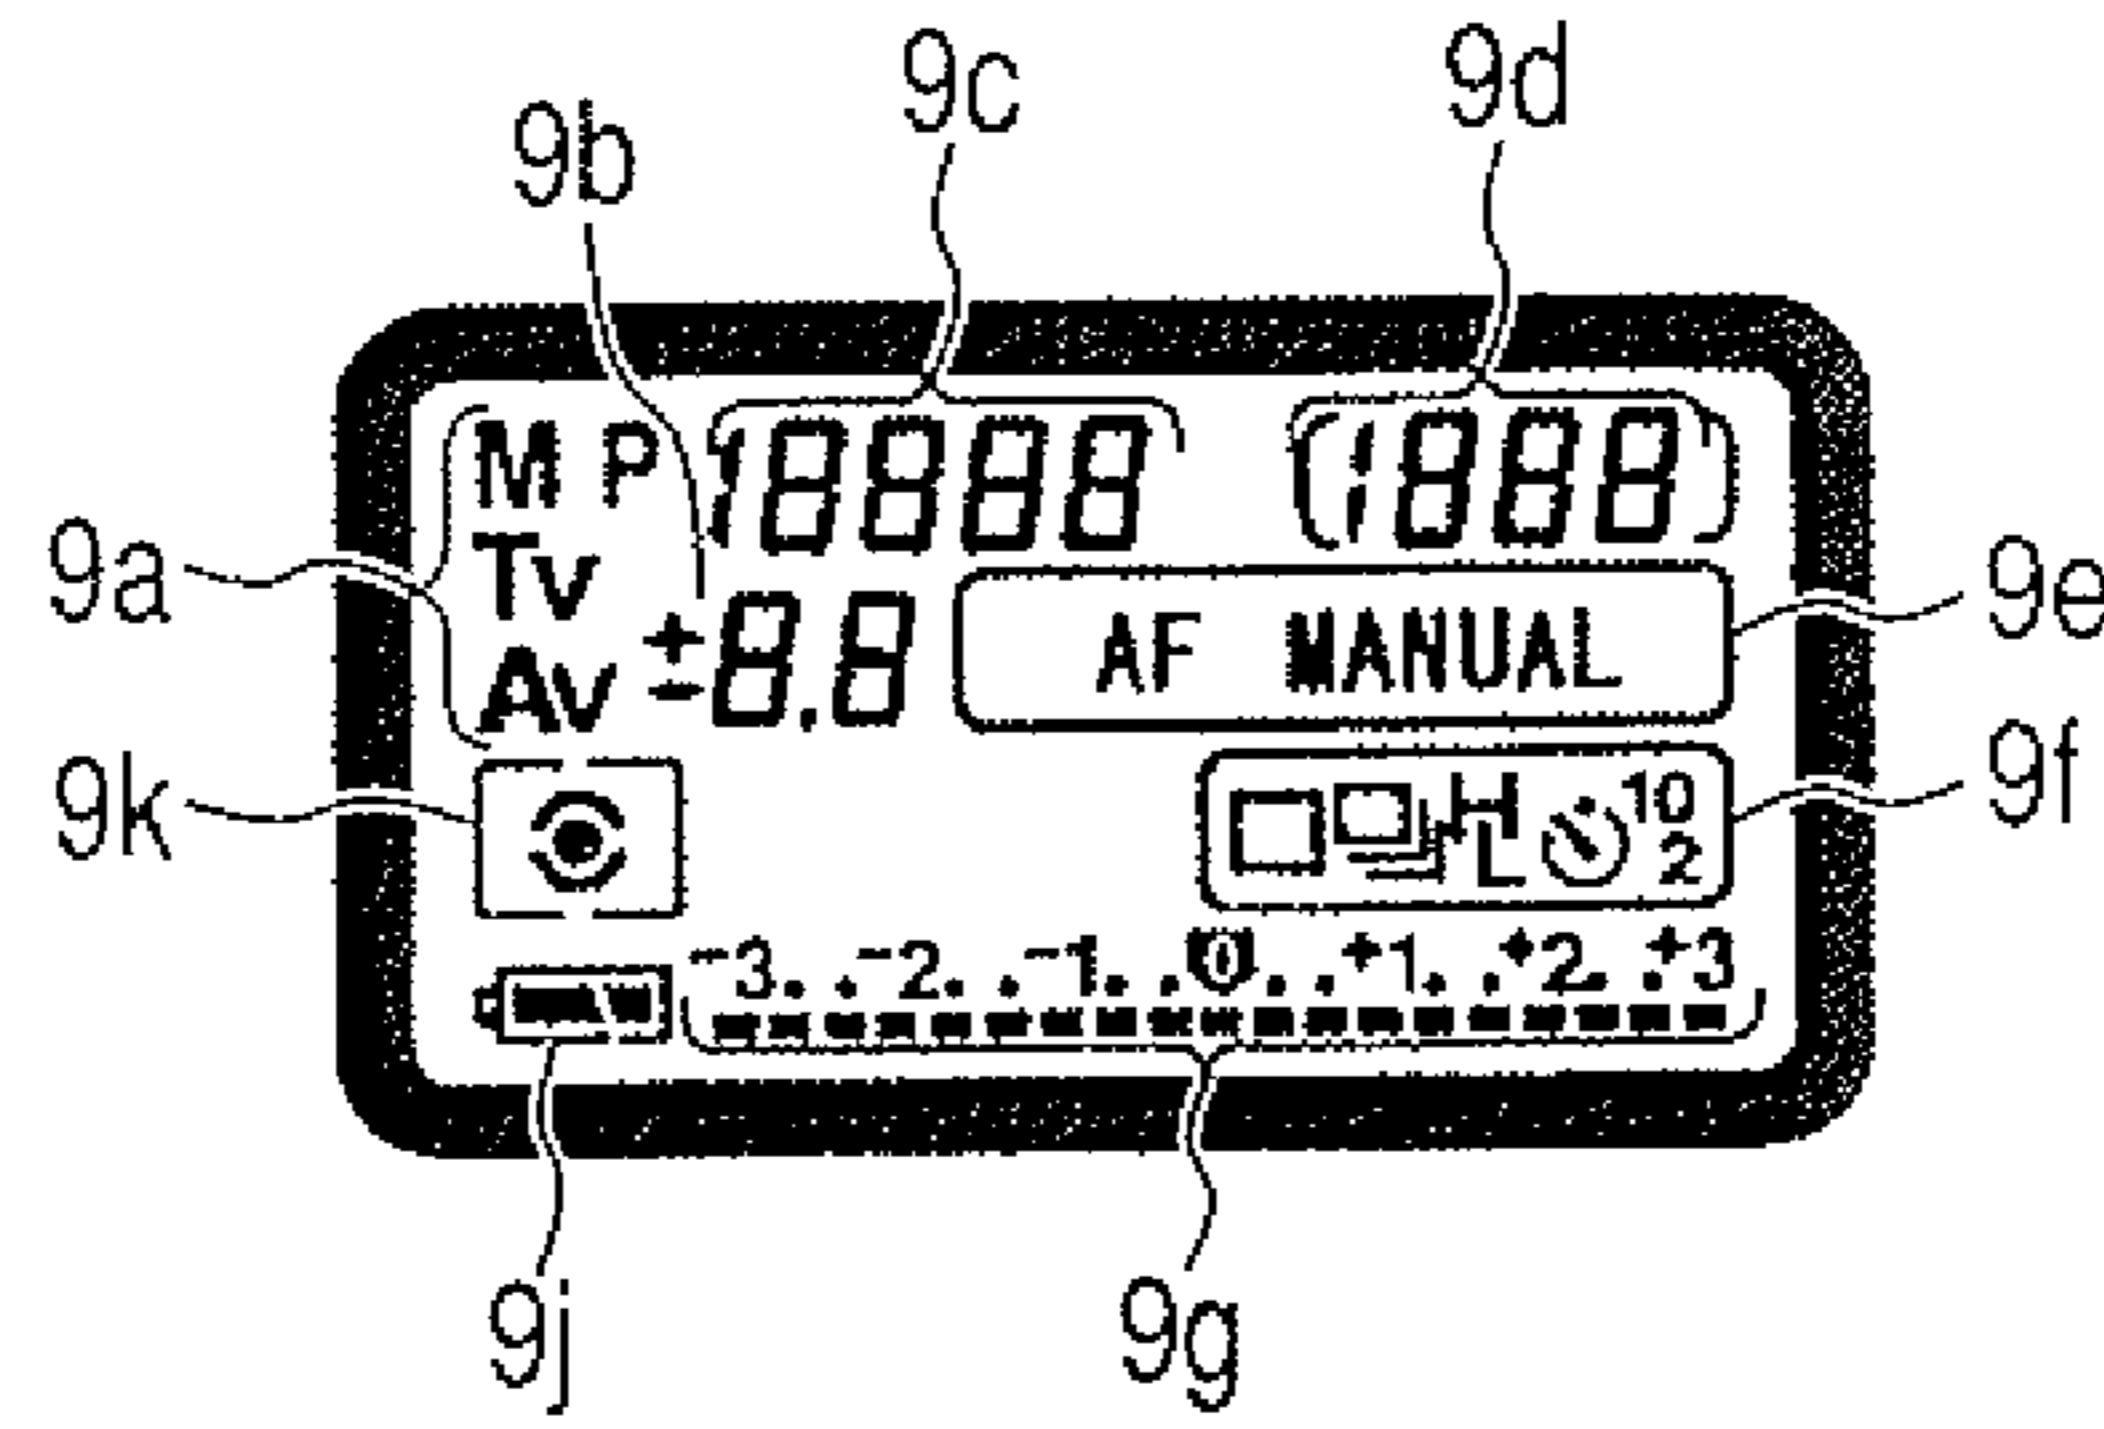 9c 9d
9b
M P 18888 (1888)
9a Tv 9e
Av ±8.8 AF MANUAL
9k 9f
H 10
L 2
-3. .-2. .-1. .0. .+1. .+2. .+3
9j 9g